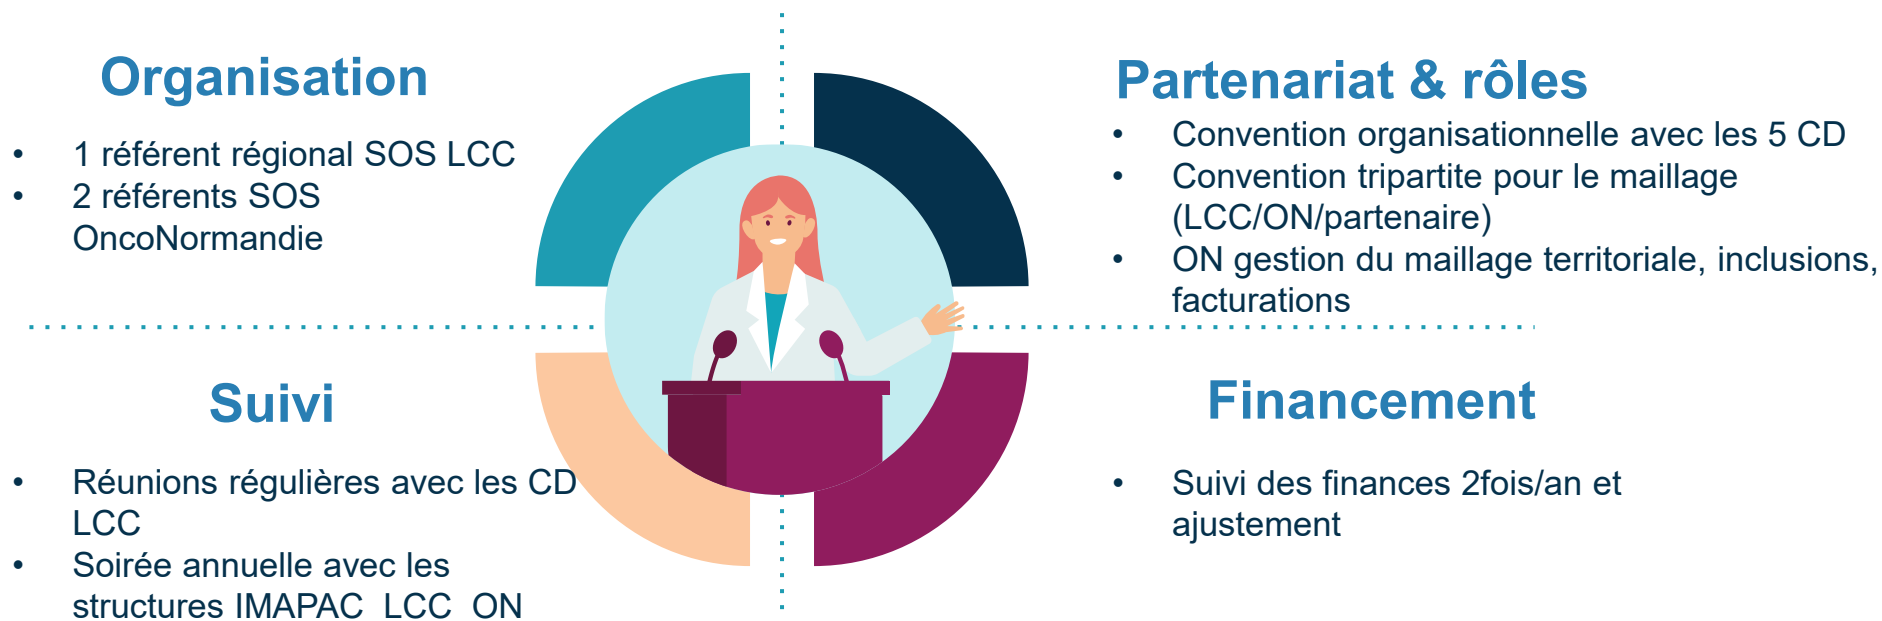 Organisation
• 1 référent régional SOS LCC
• 2 référents SOS
OncoNormandie
Partenariat & rôles
• Convention organisationnelle avec les 5 CD
• Convention tripartite pour le maillage
(LCC/ON/partenaire)
• ON gestion du maillage territoriale, inclusions,
facturations
Suivi
• Réunions régulières avec les CD
LCC
• Soirée annuelle avec les
structures IMAPAC LCC ON
Financement
• Suivi des finances 2fois/an et
ajustement